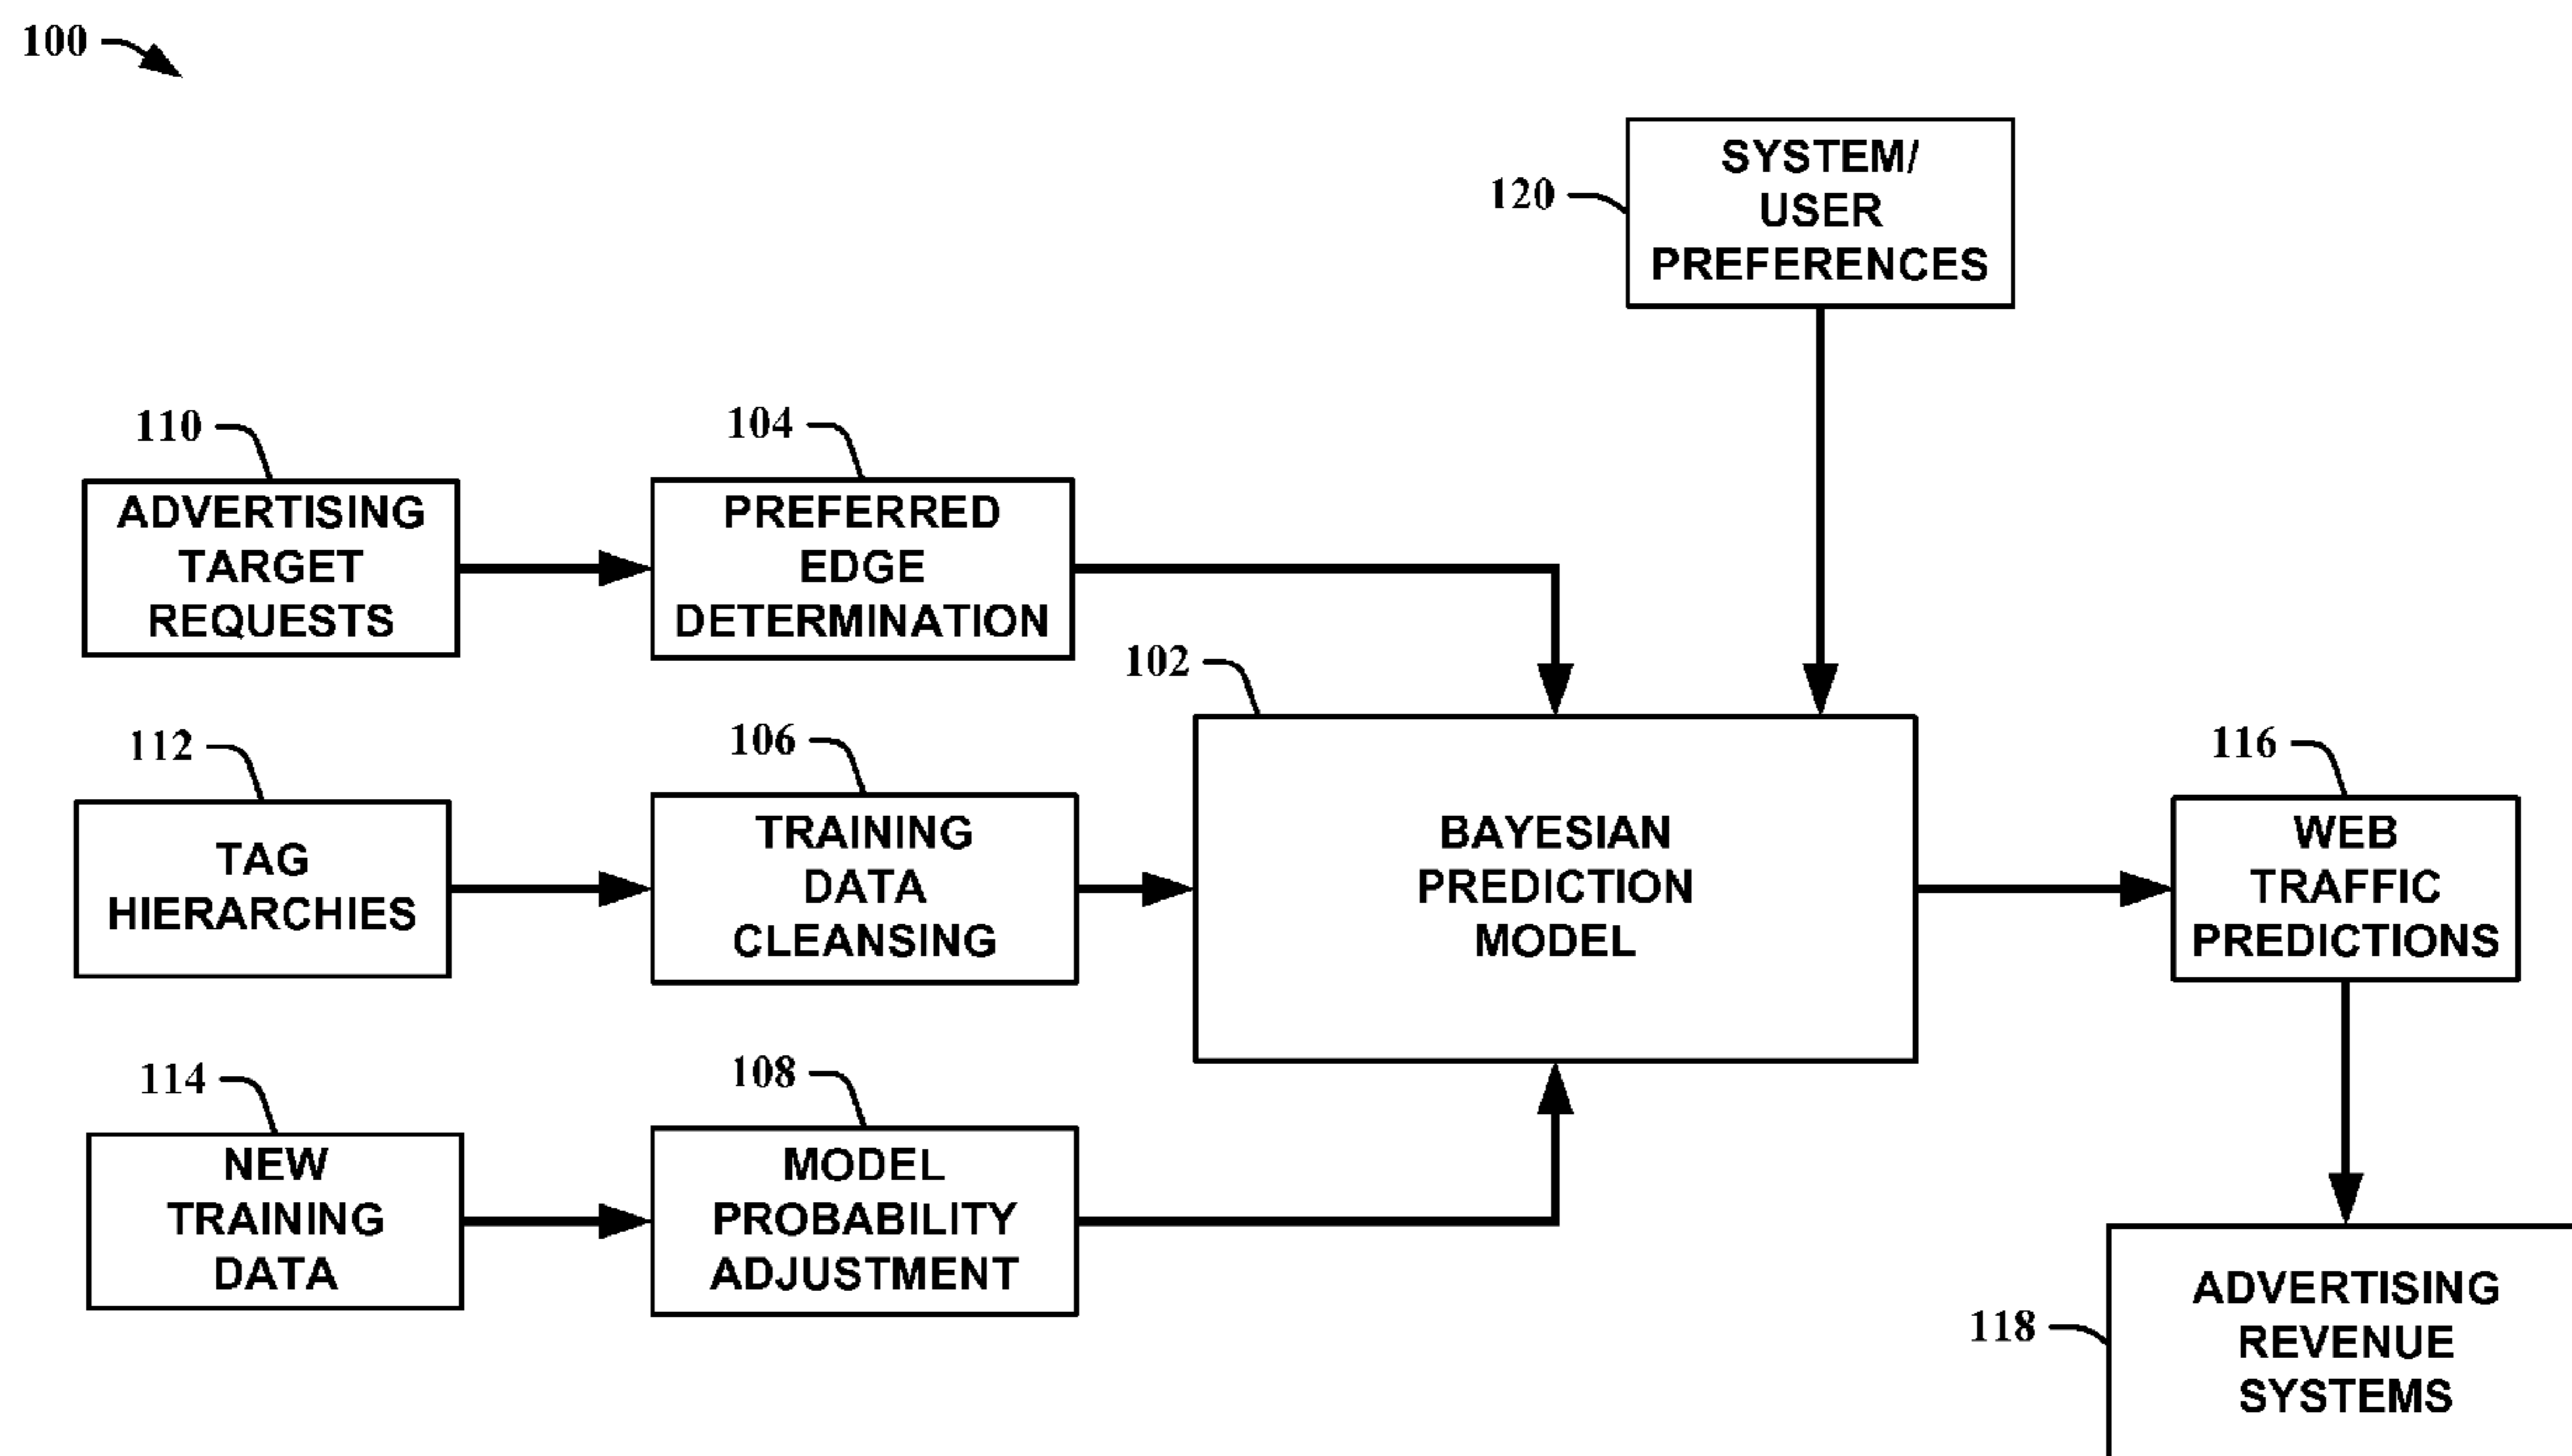 100
120
SYSTEM/
USER
PREFERENCES
110
ADVERTISING
TARGET
REQUESTS
104
PREFERRED
EDGE
DETERMINATION
102
BAYESIAN
PREDICTION
MODEL
112
TAG
HIERARCHIES
106
TRAINING
DATA
CLEANSING
116
WEB
TRAFFIC
PREDICTIONS
114
NEW
TRAINING
DATA
108
MODEL
PROBABILITY
ADJUSTMENT
118
ADVERTISING
REVENUE
SYSTEMS